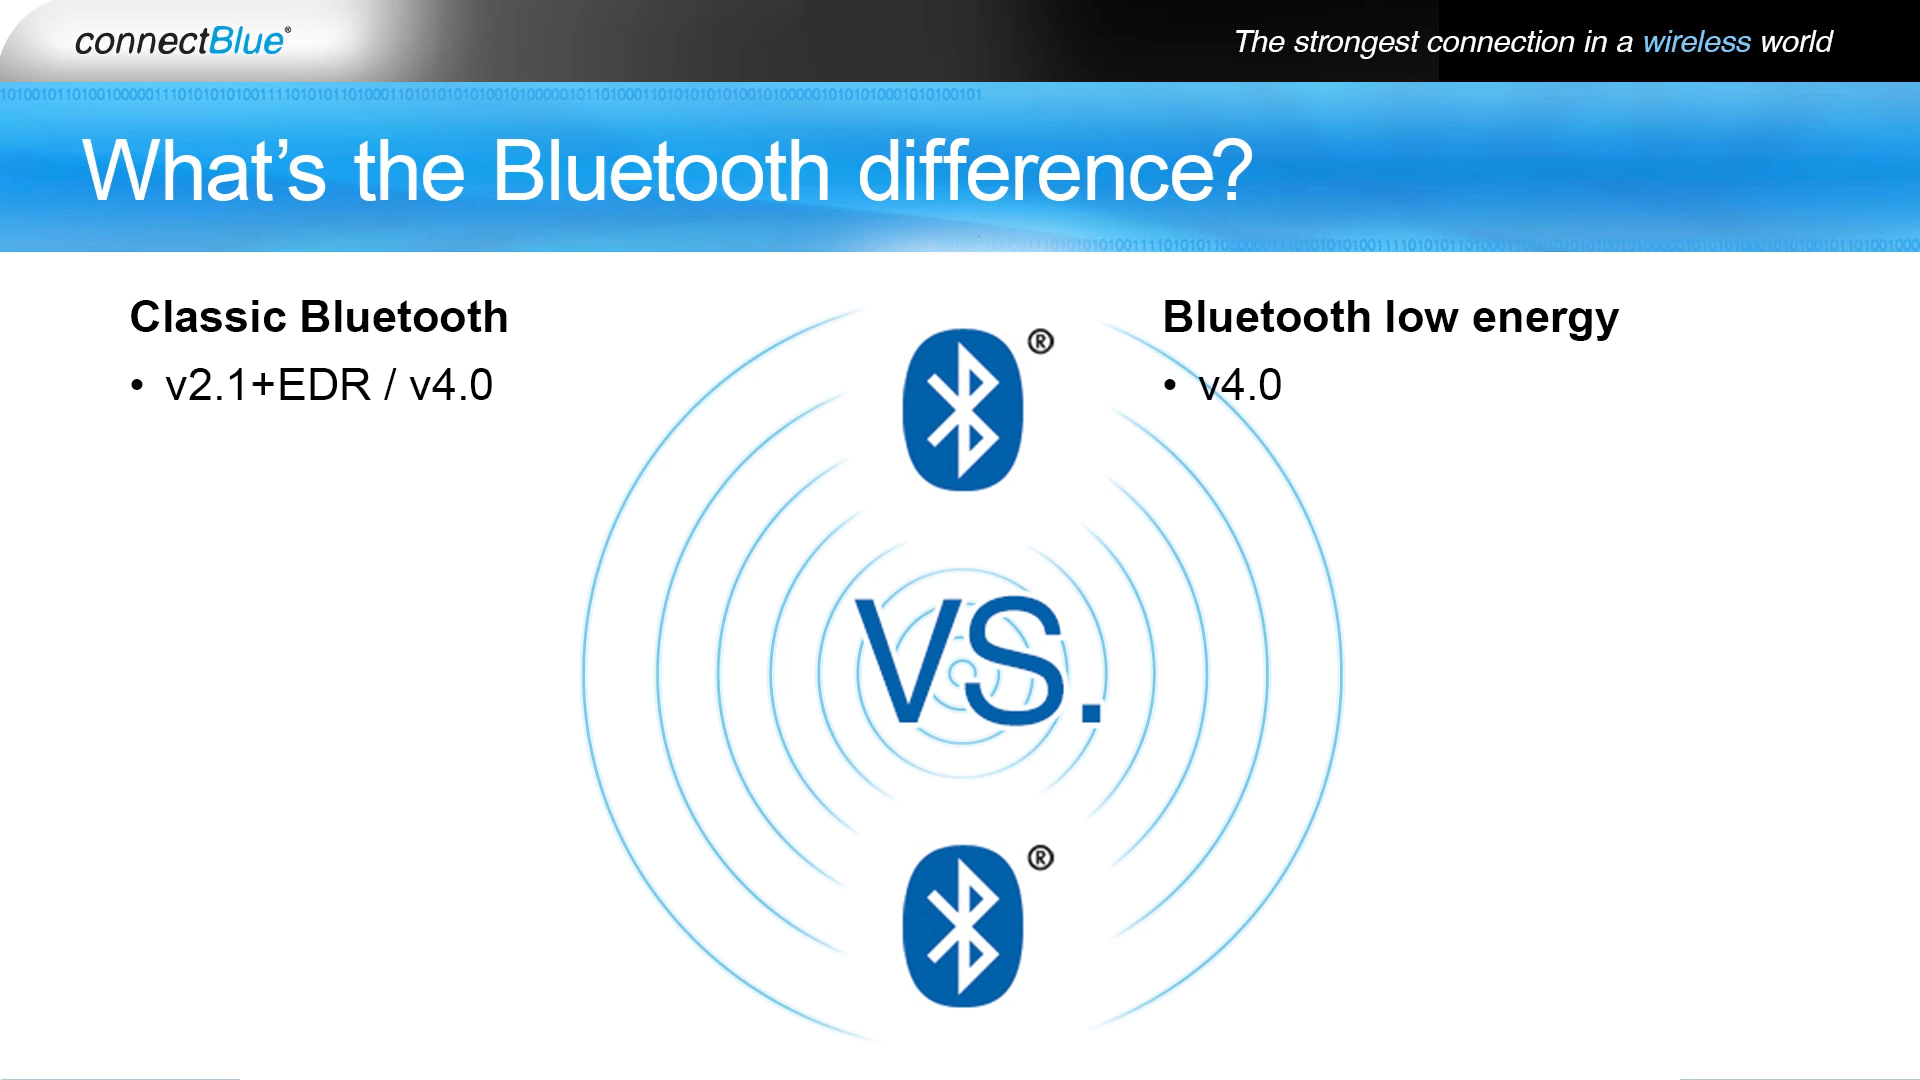 connectBlue®
The strongest connection in a wireless world
What's the Bluetooth difference?
Classic Bluetooth
• v2.1+EDR / v4.0
Bluetooth low energy
• v4.0
®
VS.
®